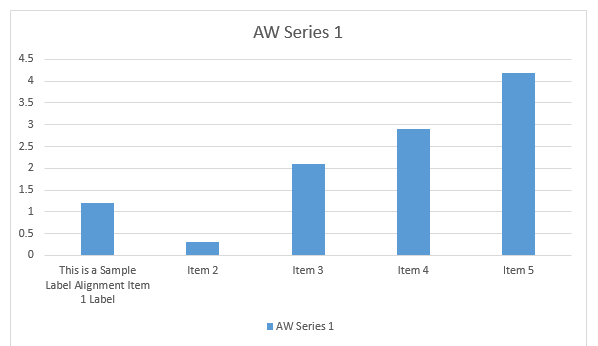 AW Series 1
4.5
4
3.5
3
2.5
2
1.5
1
0.5
0
This is a Sample
Label Alignment Item
1 Label
Item 2
Item 3
Item 4
Item 5
AW Series 1